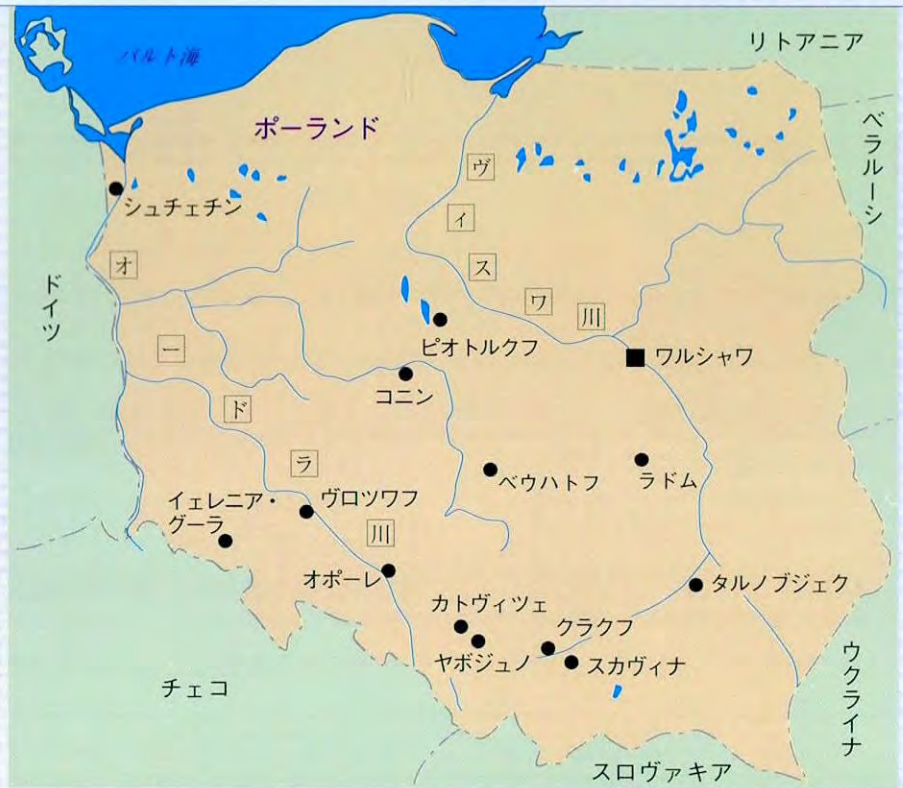 バルト海
リトアニア
ポーランド
ベラルーシ
シュチェチン
ドイツ
オードラ川
ヴィスワ川
ピオトルクフ
ワルシャワ
コニン
ベウハトフ
ラドム
イェレニア・
グーラ
ヴロツワフ
オポーレ
タルノブジェク
カトヴィツェ
クラクフ
ヤボジュノ
スカヴィナ
ウクライナ
チェコ
スロヴァキア